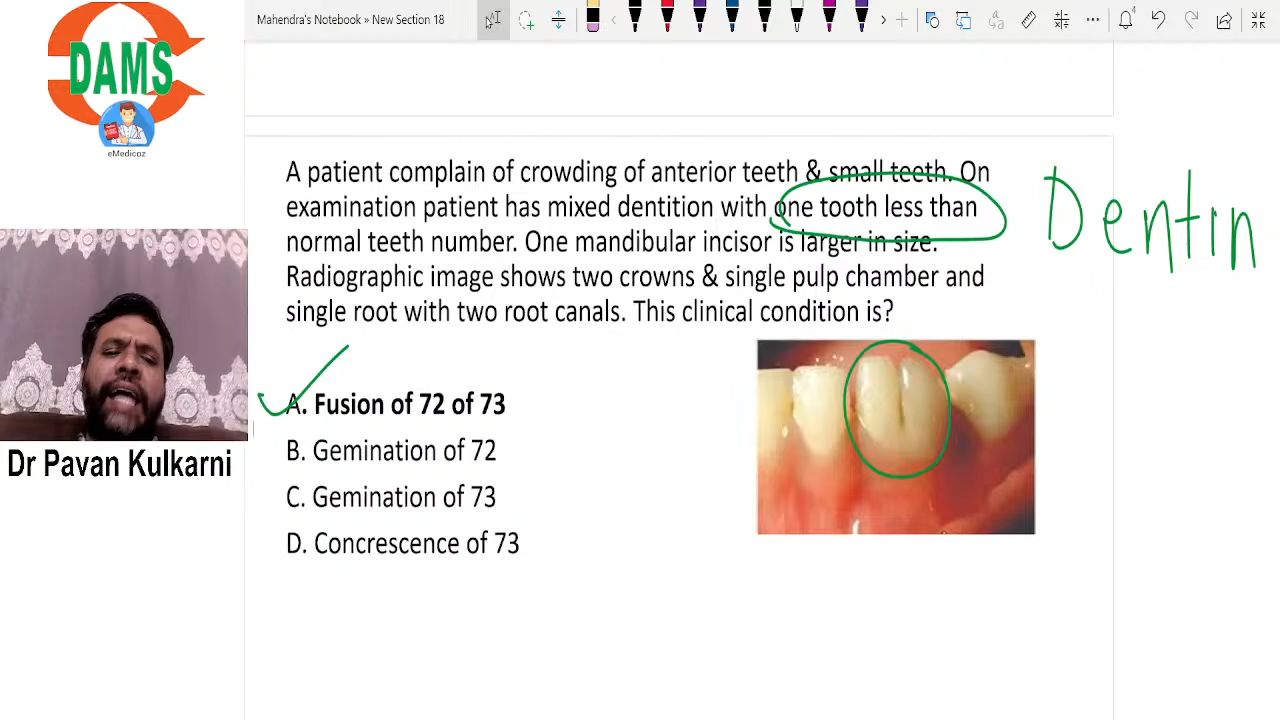 Mahendra's Notebook » New Section 18
DAMS
eMedicoz
A patient complain of crowding of anterior teeth & small teeth. On
examination patient has mixed dentition with one tooth less than
normal teeth number. One mandibular incisor is larger in size.
Radiographic image shows two crowns & single pulp chamber and
single root with two root canals. This clinical condition is?
Dentin
A. Fusion of 72 of 73
B. Gemination of 72
C. Gemination of 73
D. Concrescence of 73
Dr Pavan Kulkarni